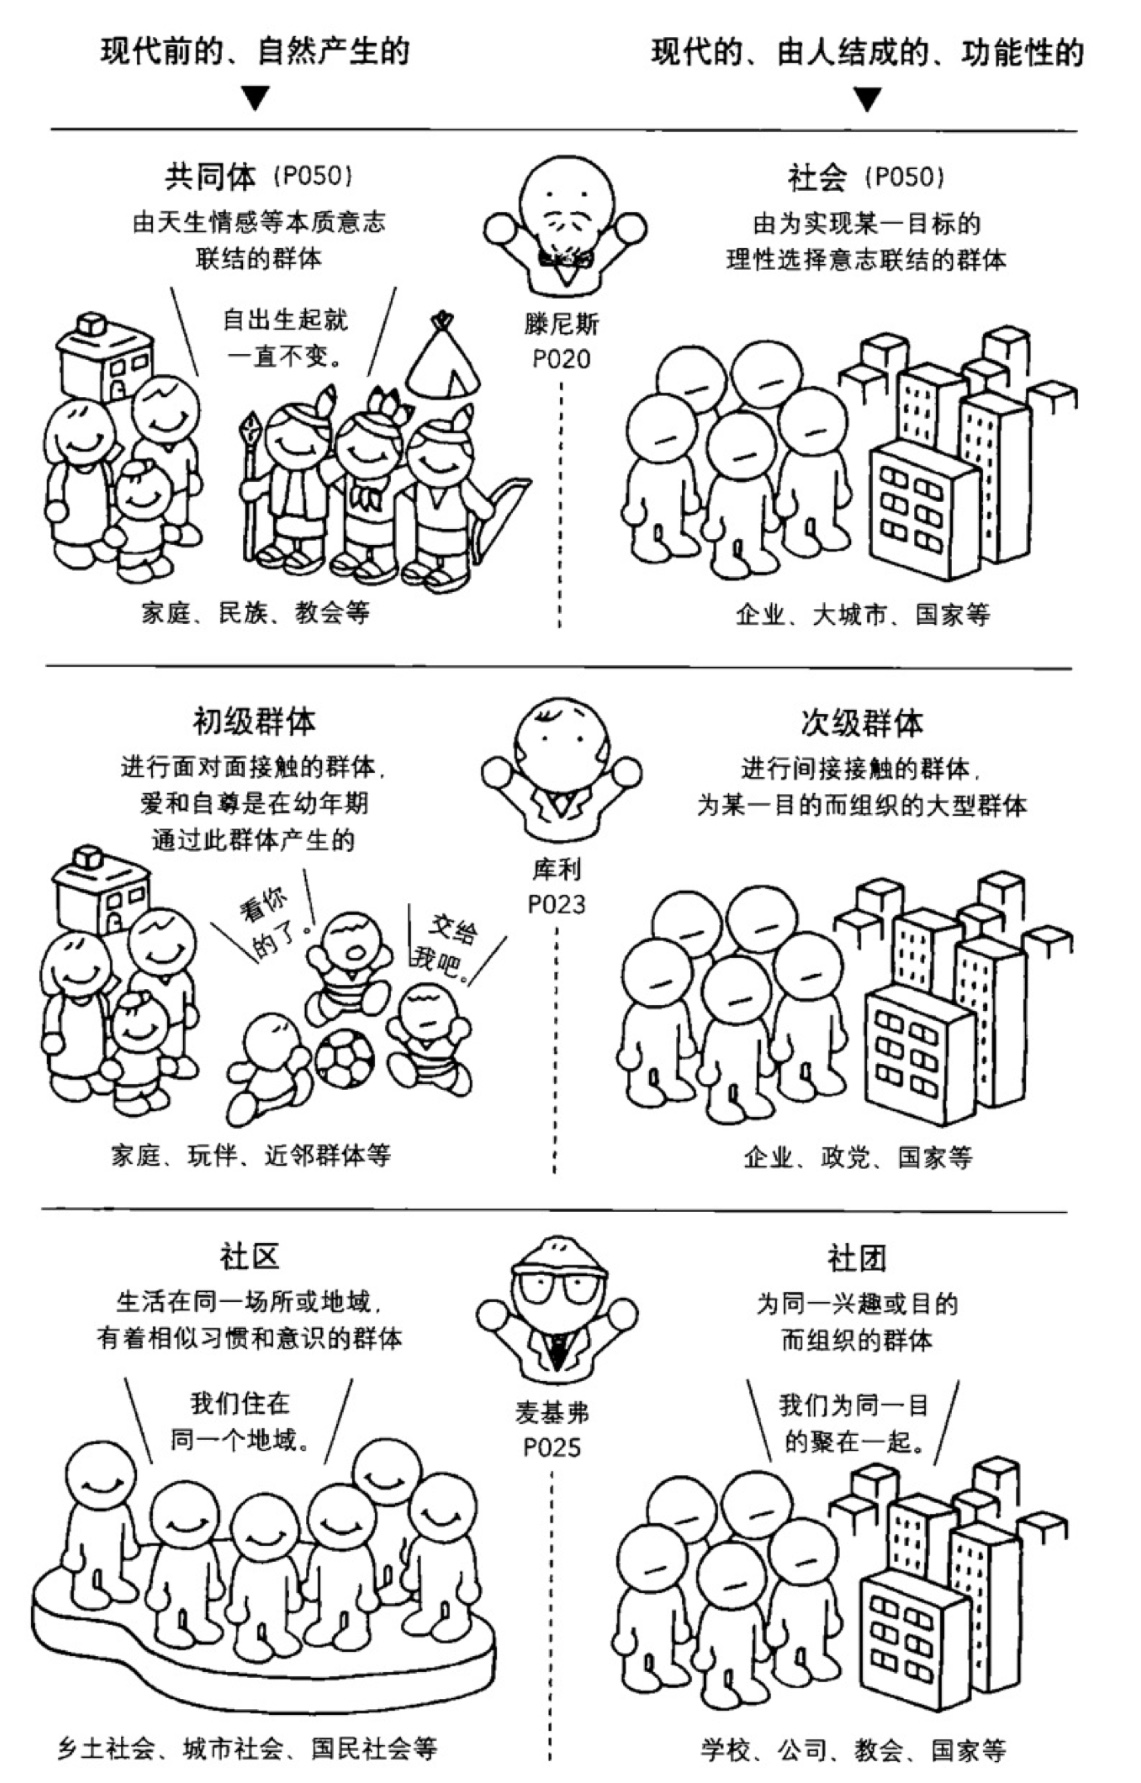 现代前的、自然产生的
现代的、由人结成的、功能性的
共同体（P050）
由天生情感等本质意志
联结的群体
自出生起就
一直不变。
家庭、民族、教会等
滕尼斯
P020
社会（P050）
由为实现某一目标的
理性选择意志联结的群体
企业、大城市、国家等
初级群体
进行面对面接触的群体，
爱和自尊是在幼年期
通过此群体产生的
看你
的了。
交给
我吧。
家庭、玩伴、近邻群体等
库利
P023
次级群体
进行间接接触的群体，
为某一目的而组织的大型群体
企业、政党、国家等
社区
生活在同一场所或地域，
有着相似习惯和意识的群体
我们住在
同一个地域。
乡土社会、城市社会、国民社会等
麦基弗
P025
社团
为同一兴趣或目的
而组织的群体
我们为同一目
的聚在一起。
学校、公司、教会、国家等